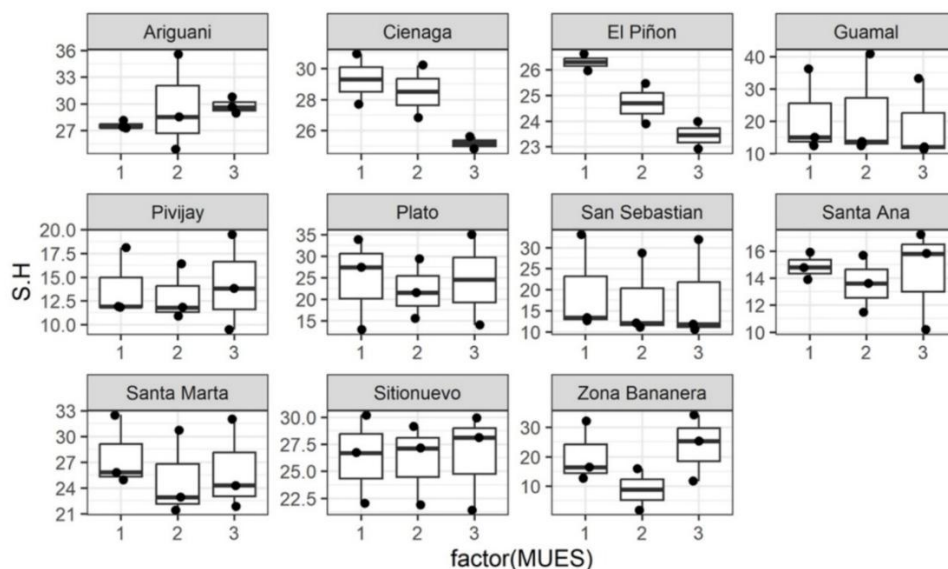 Ariguani Cienaga El Piñon Guamal
36 33 30 27
30 28 26
26 25 24 23
40 30 20 10
1 2 3 1 2 3 1 2 3 1 2 3
Pivijay Plato San Sebastian Santa Ana
S.H
20.0 17.5 15.0 12.5 10.0
35 30 25 20 15
30 25 20 15 10
16 14 12 10
1 2 3 1 2 3 1 2 3 1 2 3
Santa Marta Sitionuevo Zona Bananera
33 30 27 24 21
30.0 27.5 25.0 22.5
30 20 10
1 2 3 1 2 3 1 2 3
factor(MUES)